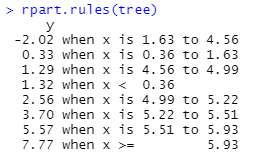 > rpart.rules(tree)
y
-2.02 when x is 1.63 to 4.56
0.33 when x is 0.36 to 1.63
1.29 when x is 4.56 to 4.99
1.32 when x < 0.36
2.56 when x is 4.99 to 5.22
3.70 when x is 5.22 to 5.51
5.57 when x is 5.51 to 5.93
7.77 when x >= 5.93